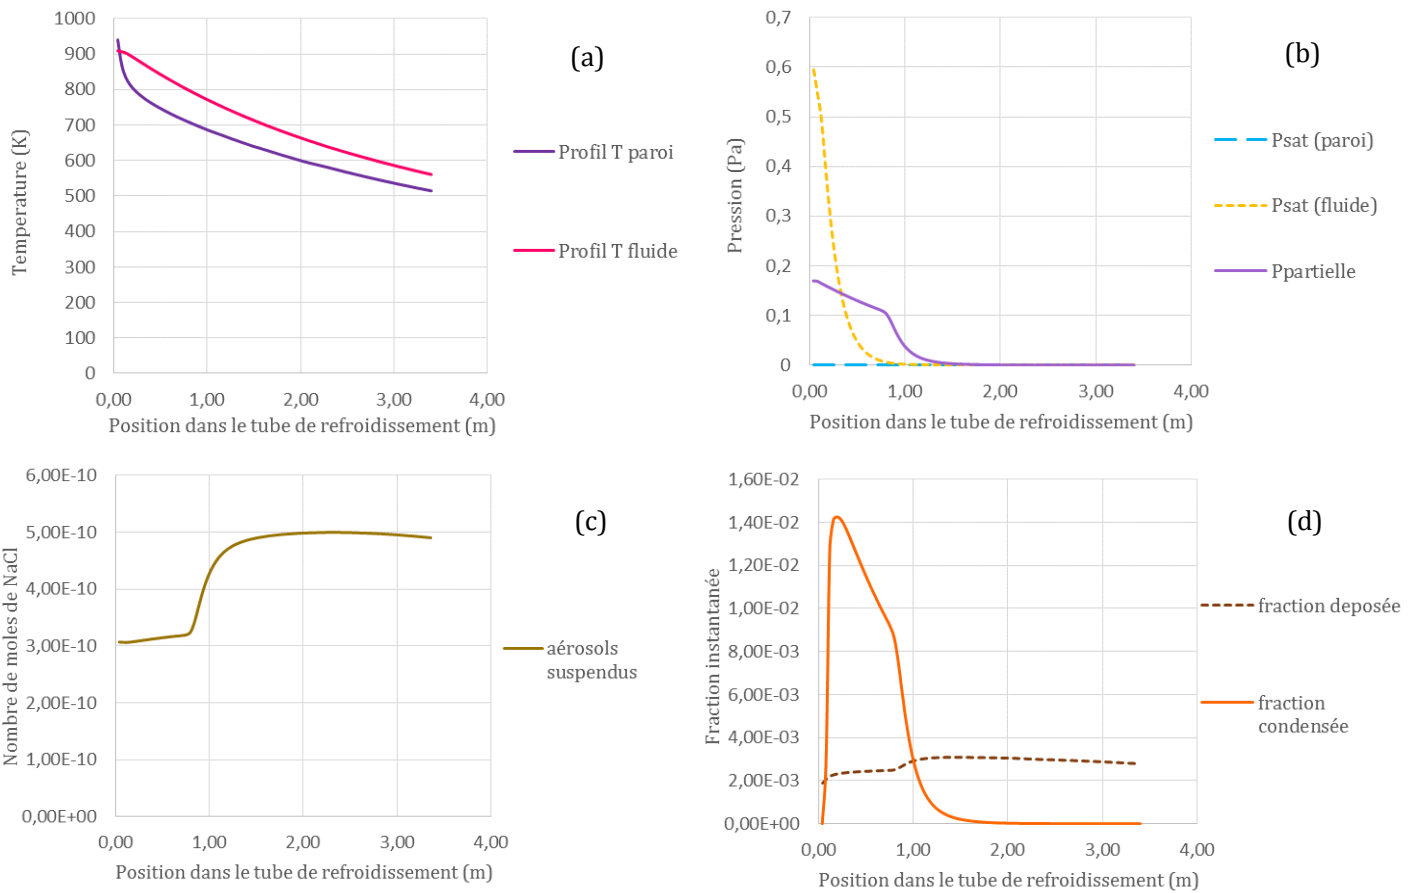 1000
900
800
700
600
500
400
300
200
100
0
0,00 1,00 2,00 3,00 4,00
Temperature (K)
Position dans le tube de refroidissement (m)
(a)
Profil T paroi
Profil T fluide
0,7
0,6
0,5
0,4
0,3
0,2
0,1
0
0,00 1,00 2,00 3,00 4,00
Pression (Pa)
Position dans le tube de refroidissement (m)
(b)
Psat (paroi)
Psat (fluide)
Ppartielle
6,00E-10
5,00E-10
4,00E-10
3,00E-10
2,00E-10
1,00E-10
0,00E+00
0,00 1,00 2,00 3,00 4,00
Nombre de moles de NaCl
Position dans le tube de refroidissement (m)
(c)
aérosols
suspendus
1,60E-02
1,40E-02
1,20E-02
1,00E-02
8,00E-03
6,00E-03
4,00E-03
2,00E-03
0,00E+00
0,00 1,00 2,00 3,00 4,00
Fraction instantanée
Position dans le tube de refroidissement (m)
(d)
fraction deposée
fraction
condensée